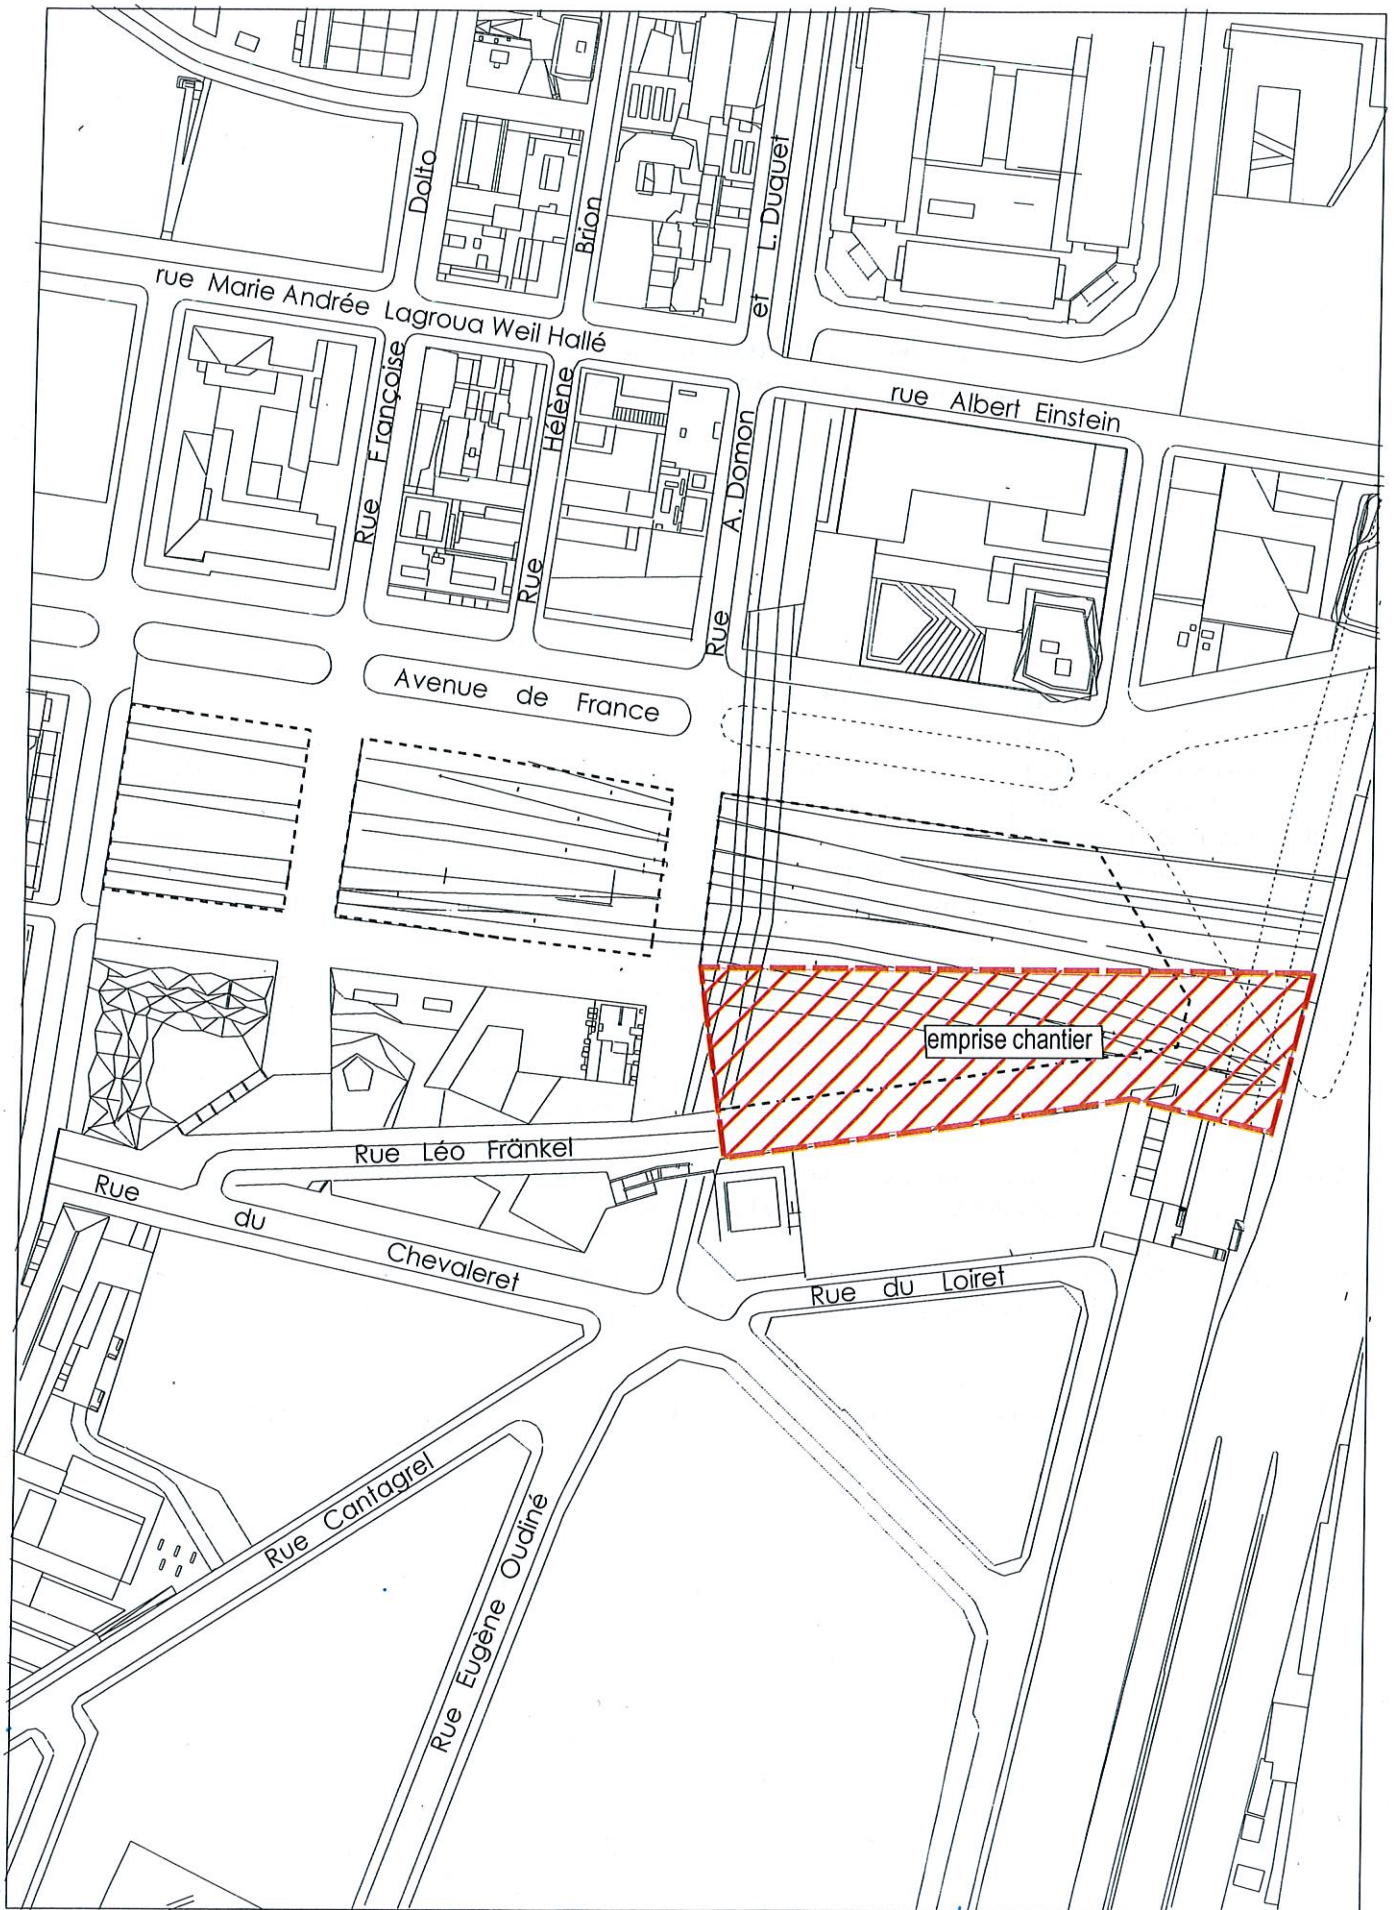 Dolto
Brion
et L. Duquet
rue Marie Andrée Lagroua Weil Hallé
Rue Françoise
Rue Hélène
Rue A. Domon
rue Albert Einstein
Avenue de France
emprise chantier
Rue Léo Fränkel
Rue du Chevaleret
Rue du Loiret
Rue Cantagrel
Rue Eugène Oudiné